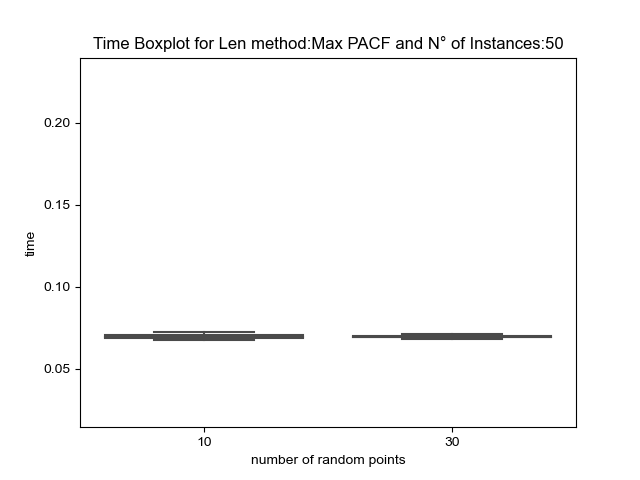 Time Boxplot for Len method:Max PACF and N° of Instances:50
0.20
0.15
0.10
0.05
time
10
30
number of random points